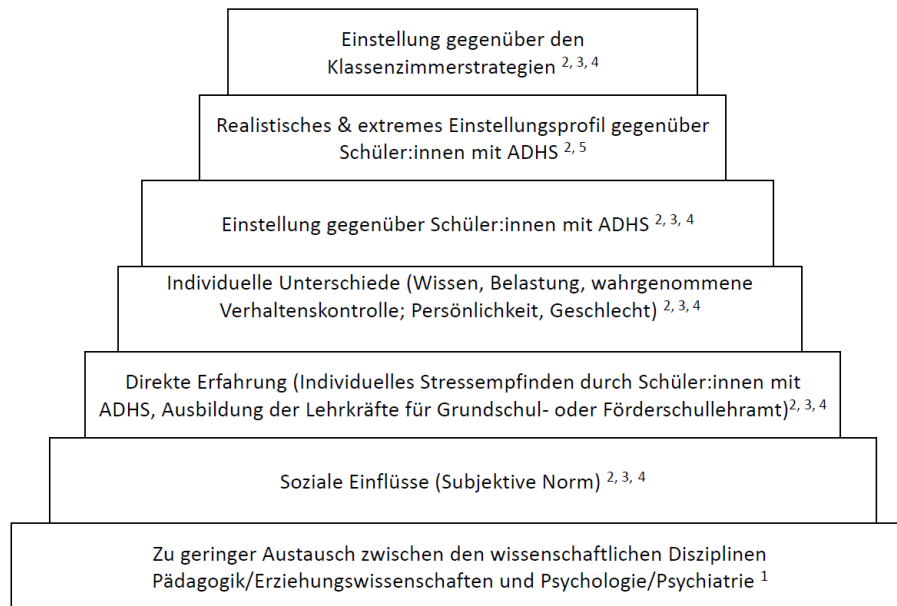 Einstellung gegenüber den
Klassenzimmerstrategien 2, 3, 4
Realistisches & extremes Einstellungsprofil gegenüber
Schüler:innen mit ADHS 2, 5
Einstellung gegenüber Schüler:innen mit ADHS 2, 3, 4
Individuelle Unterschiede (Wissen, Belastung, wahrgenommene
Verhaltenskontrolle; Persönlichkeit, Geschlecht) 2, 3, 4
Direkte Erfahrung (Individuelles Stressempfinden durch Schüler:innen mit
ADHS, Ausbildung der Lehrkräfte für Grundschul- oder Förderschullehramt)2, 3, 4
Soziale Einflüsse (Subjektive Norm) 2, 3, 4
Zu geringer Austausch zwischen den wissenschaftlichen Disziplinen
Pädagogik/Erziehungswissenschaften und Psychologie/Psychiatrie 1